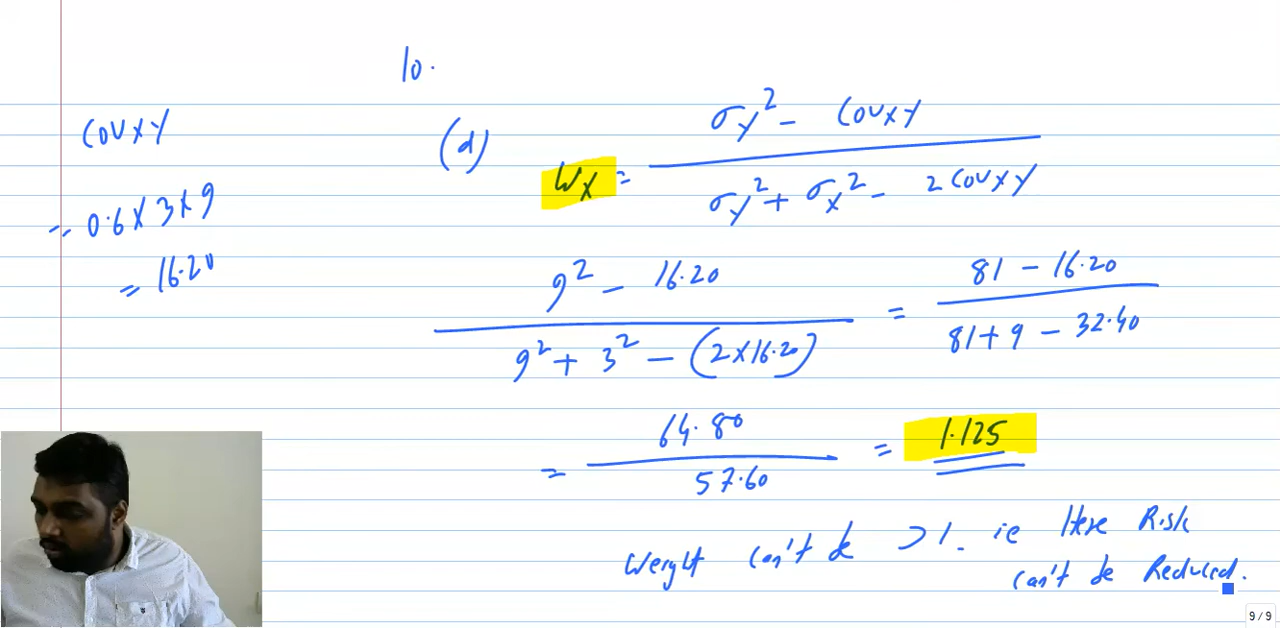 10.
COVXY
= 0.6 X 3 X 9
= 16.20
(d) WX = σy² - COVXY / σy² + σx² - 2 COVXY
9² - 16.20 / 9² + 3² - (2X16.20) = 81 - 16.20 / 81 + 9 - 32.40
= 64.80 / 57.60 = 1.125
Weight can't be > 1. ie Here Risk
can't be Reduced.
9 / 9